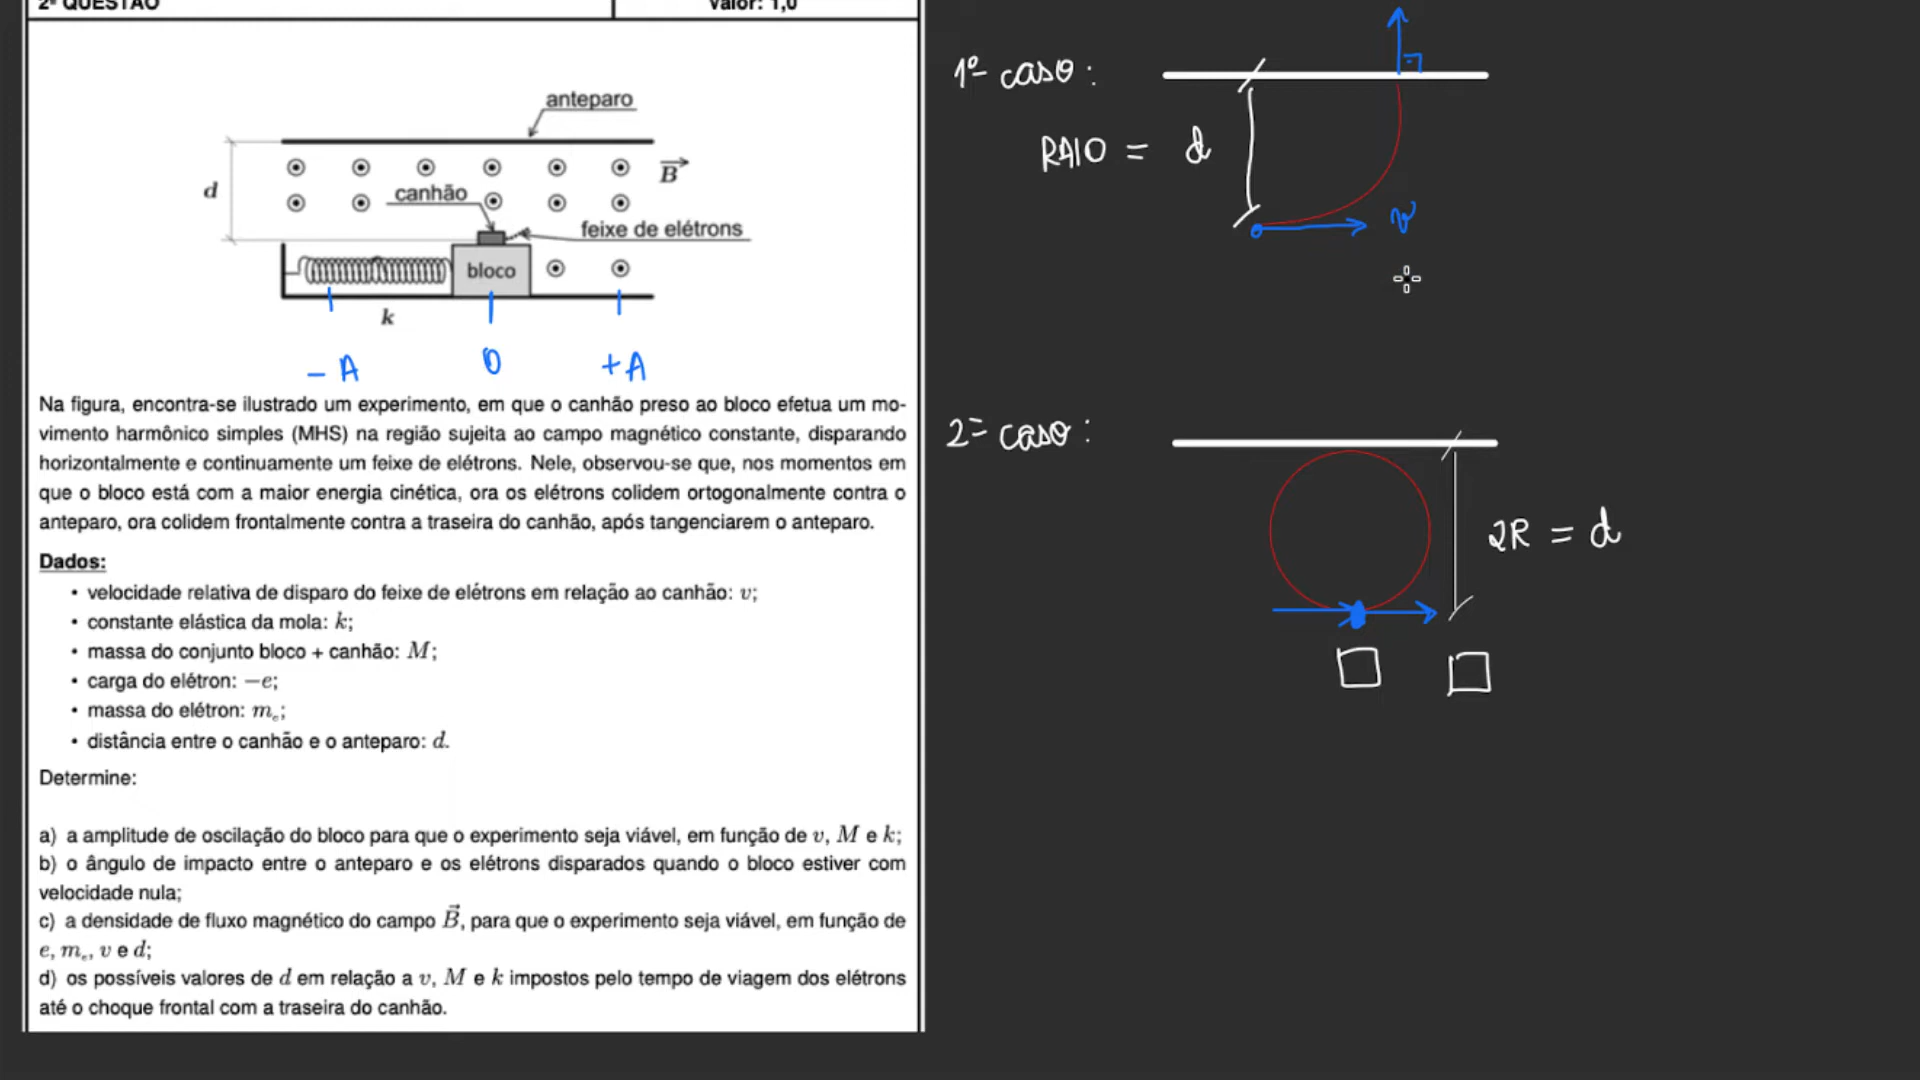 2ª QUESTÃO
Valor: 1,0
anteparo
B
d
canhão
feixe de elétrons
bloco
k
- A
0
+ A
Na figura, encontra-se ilustrado um experimento, em que o canhão preso ao bloco efetua um mo-
vimento harmônico simples (MHS) na região sujeita ao campo magnético constante, disparando
horizontalmente e continuamente um feixe de elétrons. Nele, observou-se que, nos momentos em
que o bloco está com a maior energia cinética, ora os elétrons colidem ortogonalmente contra o
anteparo, ora colidem frontalmente contra a traseira do canhão, após tangenciarem o anteparo.
Dados:
• velocidade relativa de disparo do feixe de elétrons em relação ao canhão: v;
• constante elástica da mola: k;
• massa do conjunto bloco + canhão: M;
• carga do elétron: −e;
• massa do elétron: mₑ;
• distância entre o canhão e o anteparo: d.
Determine:
a) a amplitude de oscilação do bloco para que o experimento seja viável, em função de v, M e k;
b) o ângulo de impacto entre o anteparo e os elétrons disparados quando o bloco estiver com
velocidade nula;
c) a densidade de fluxo magnético do campo B⃗, para que o experimento seja viável, em função de
e, mₑ, v e d;
d) os possíveis valores de d em relação a v, M e k impostos pelo tempo de viagem dos elétrons
até o choque frontal com a traseira do canhão.
1º caso:
RAIO = d
v
2º caso:
2R = d